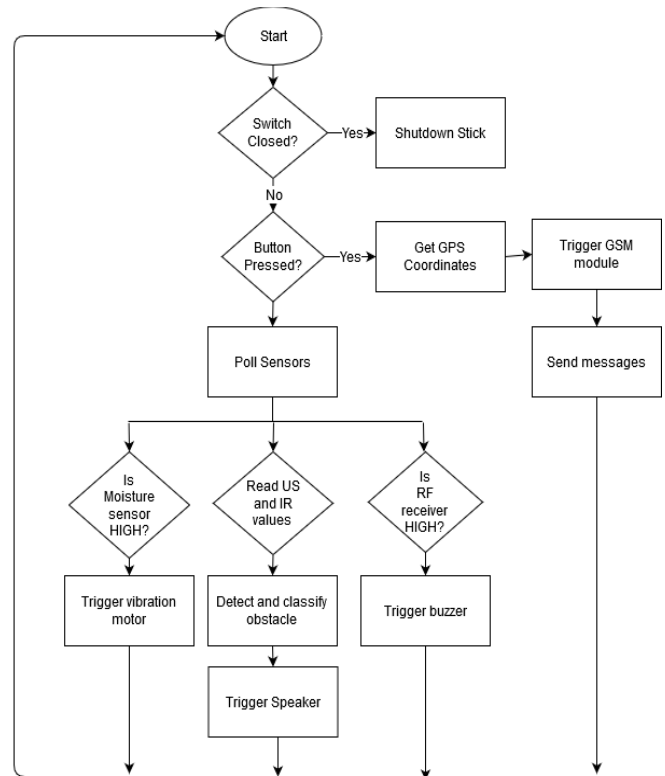 Start
Switch
Closed?
Yes
Shutdown Stick
No
Button
Pressed?
Yes
Get GPS
Coordinates
Trigger GSM
module
Poll Sensors
Send messages
Is
Moisture
sensor
HIGH?
Read US
and IR
values
Is
RF
receiver
HIGH?
Trigger vibration
motor
Detect and classify
obstacle
Trigger buzzer
Trigger Speaker